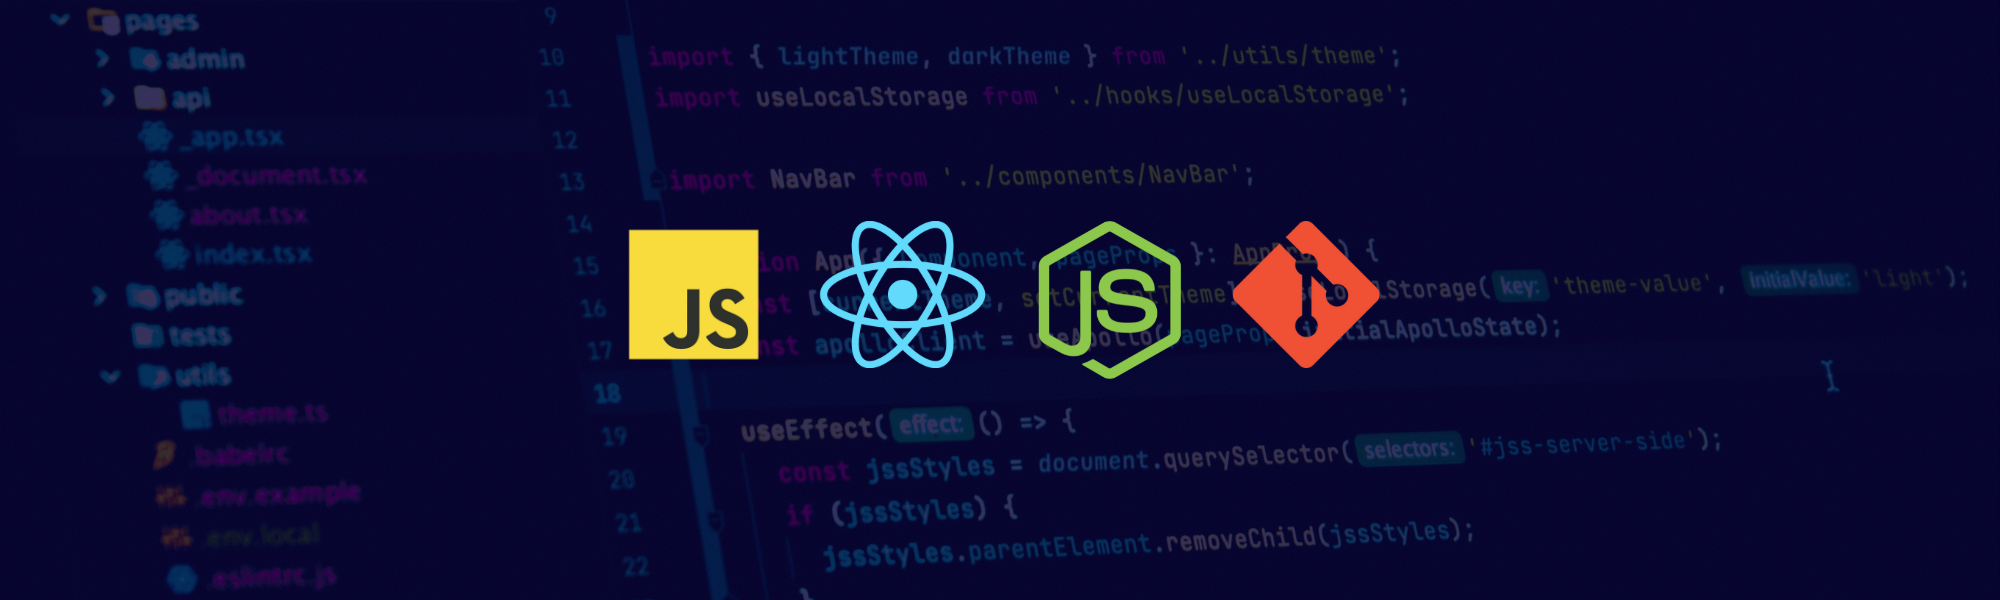 pages
admin
api
_app.tsx
_document.tsx
about.tsx
index.tsx
public
tests
utils
theme.ts
.babelrc
.env.example
.env.local
.eslintrc.js
9
10 import { lightTheme, darkTheme } from '../utils/theme';
11 import useLocalStorage from '../hooks/useLocalStorage';
12
13 import NavBar from '../components/NavBar';
14
15 App({ pageProps }: ) {
16 [ , Storage( key: 'theme-value', initialValue: 'light');
17 = );
18
19 useEffect( effect: () => {
20 const jssStyles = document.querySelector( selectors: '#jss-server-side');
21 if (jssStyles) {
22 jssStyles.parentElement.removeChild(jssStyles);
}
JS
JS